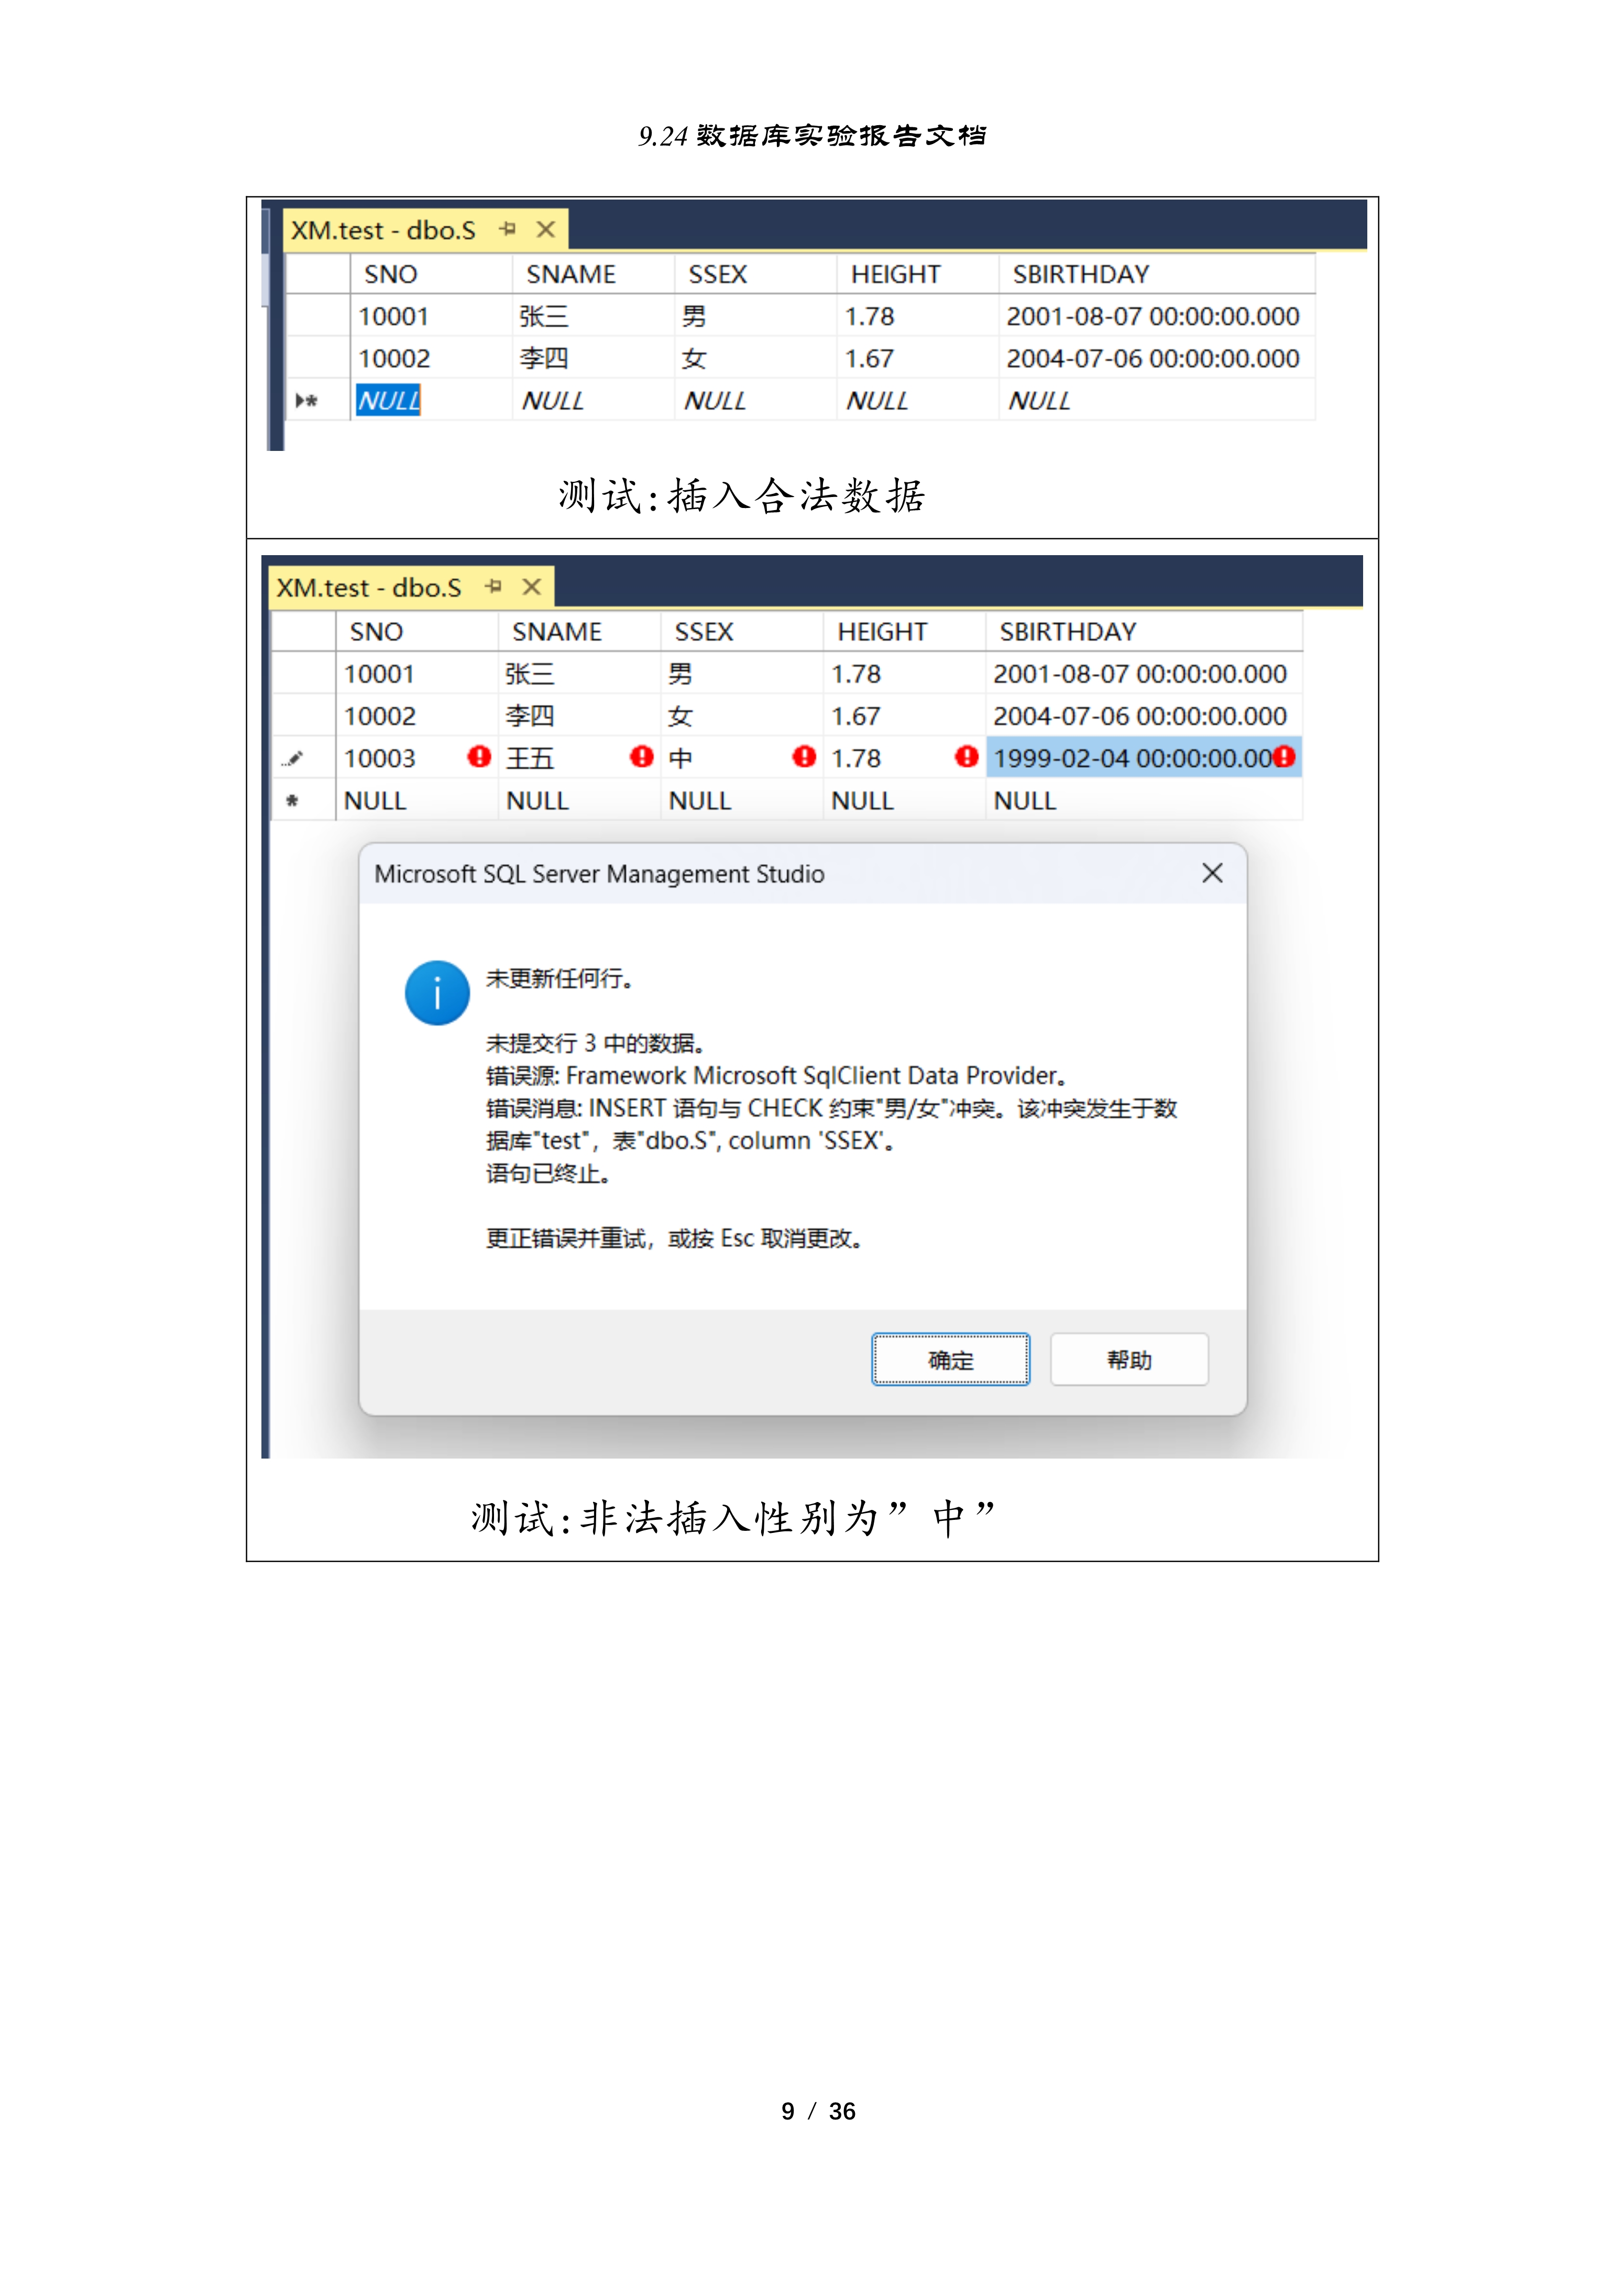 9.24 数据库实验报告文档
XM.test - dbo.S
SNO SNAME SSEX HEIGHT SBIRTHDAY
10001 张三 男 1.78 2001-08-07 00:00:00.000
10002 李四 女 1.67 2004-07-06 00:00:00.000
NULL NULL NULL NULL NULL
测试:插入合法数据
XM.test - dbo.S
SNO SNAME SSEX HEIGHT SBIRTHDAY
10001 张三 男 1.78 2001-08-07 00:00:00.000
10002 李四 女 1.67 2004-07-06 00:00:00.000
10003 王五 中 1.78 1999-02-04 00:00:00.00
NULL NULL NULL NULL NULL
Microsoft SQL Server Management Studio
未更新任何行。
未提交行 3 中的数据。
错误源: Framework Microsoft SqlClient Data Provider。
错误消息: INSERT 语句与 CHECK 约束"男/女"冲突。该冲突发生于数
据库"test"，表"dbo.S", column 'SSEX'。
语句已终止。
更正错误并重试，或按 Esc 取消更改。
确定 帮助
测试:非法插入性别为”中”
9 / 36